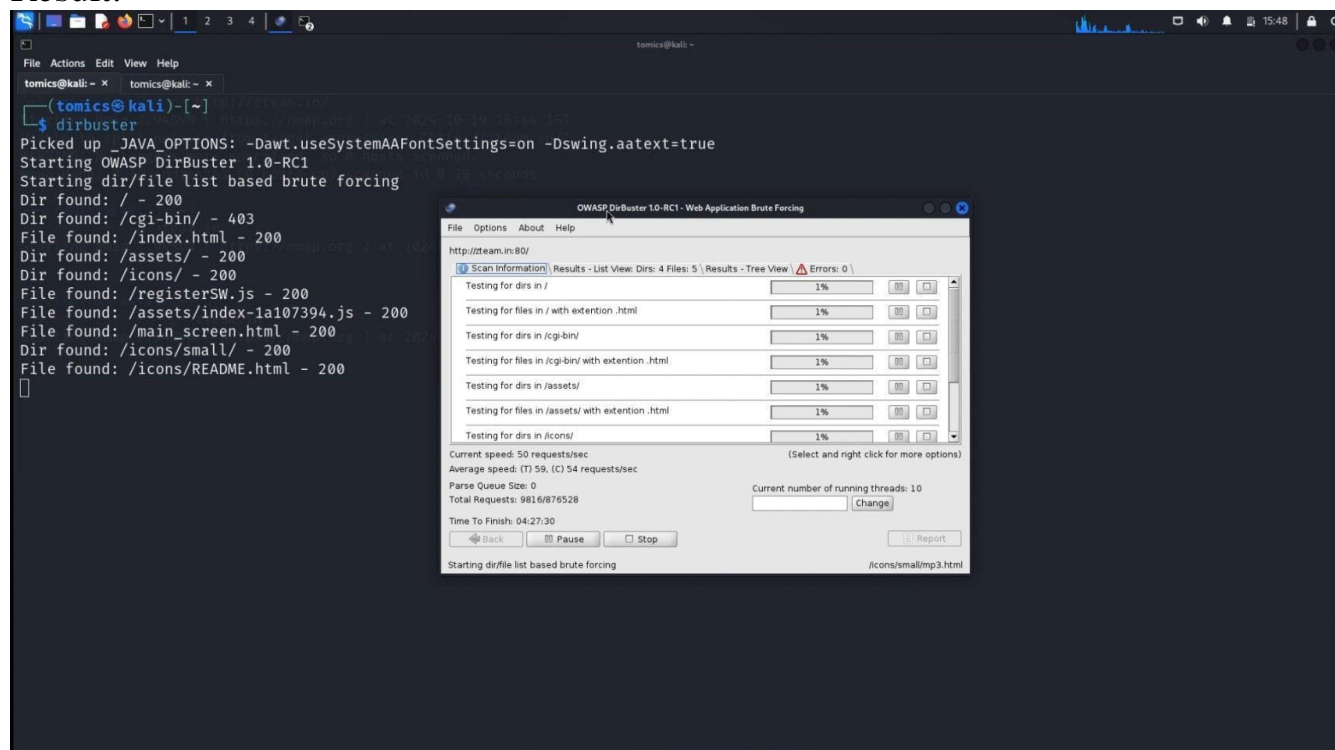 Result:
1 2 3 4
15:48
tomics@kali: ~
File Actions Edit View Help
tomics@kali: ~ × tomics@kali: ~ ×
(tomics㉿kali)-[~]
$ dirbuster
Picked up _JAVA_OPTIONS: -Dawt.useSystemAAFontSettings=on -Dswing.aatext=true
Starting OWASP DirBuster 1.0-RC1
Starting dir/file list based brute forcing
Dir found: / - 200
Dir found: /cgi-bin/ - 403
File found: /index.html - 200
Dir found: /assets/ - 200
Dir found: /icons/ - 200
File found: /registerSW.js - 200
File found: /assets/index-1a107394.js - 200
File found: /main_screen.html - 200
Dir found: /icons/small/ - 200
File found: /icons/README.html - 200
OWASP DirBuster 1.0-RC1 - Web Application Brute Forcing
File Options About Help
http://zteam.in:80/
Scan Information Results - List View: Dirs: 4 Files: 5 Results - Tree View Errors: 0
Testing for dirs in / 1%
Testing for files in / with extention .html 1%
Testing for dirs in /cgi-bin/ 1%
Testing for files in /cgi-bin/ with extention .html 1%
Testing for dirs in /assets/ 1%
Testing for files in /assets/ with extention .html 1%
Testing for dirs in /icons/ 1%
Current speed: 50 requests/sec (Select and right click for more options)
Average speed: (T) 59, (C) 54 requests/sec
Parse Queue Size: 0 Current number of running threads: 10
Total Requests: 9816/876528 Change
Time To Finish: 04:27:30
Back Pause Stop Report
Starting dir/file list based brute forcing /icons/small/mp3.html